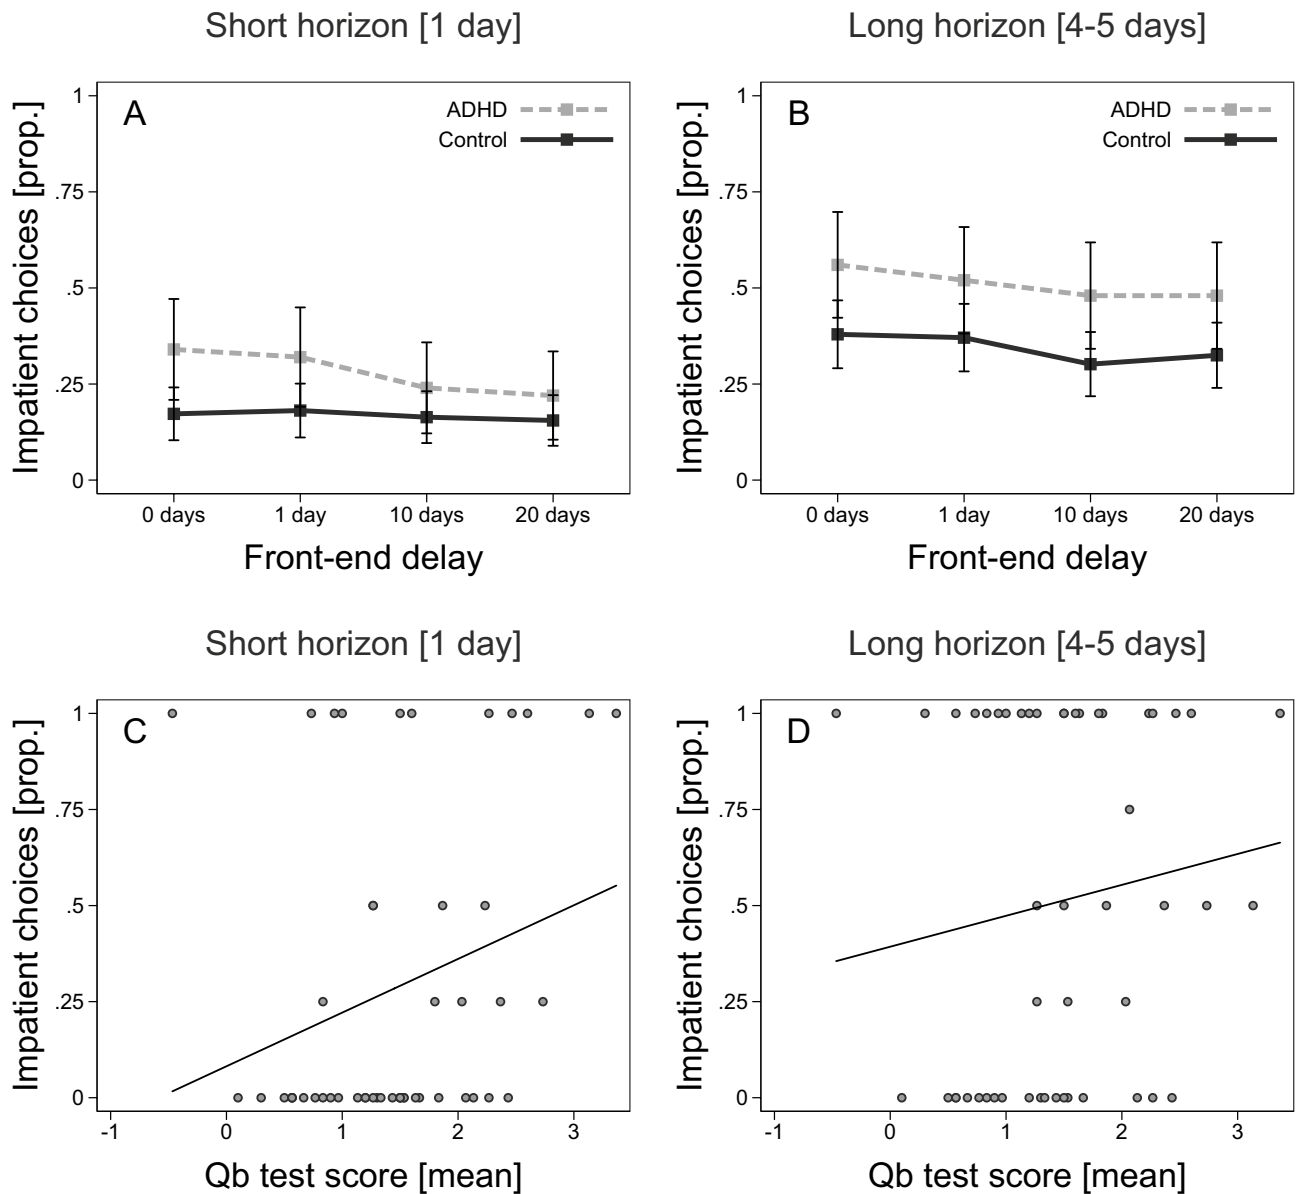 Short horizon [1 day]
Long horizon [4-5 days]
A
ADHD
Control
Impatient choices [prop.]
1
.75
.5
.25
0
0 days
1 day
10 days
20 days
Front-end delay
B
ADHD
Control
Impatient choices [prop.]
1
.75
.5
.25
0
0 days
1 day
10 days
20 days
Front-end delay
Short horizon [1 day]
Long horizon [4-5 days]
C
Impatient choices [prop.]
1
.75
.5
.25
0
-1
0
1
2
3
Qb test score [mean]
D
Impatient choices [prop.]
1
.75
.5
.25
0
-1
0
1
2
3
Qb test score [mean]